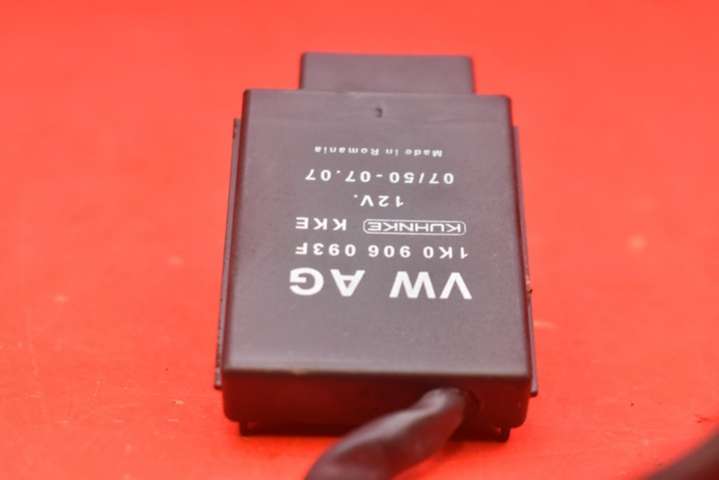 VW AG
1K0 906 093F
KUHNKE KKE
12V.
07/50-07.07
Made in Romania